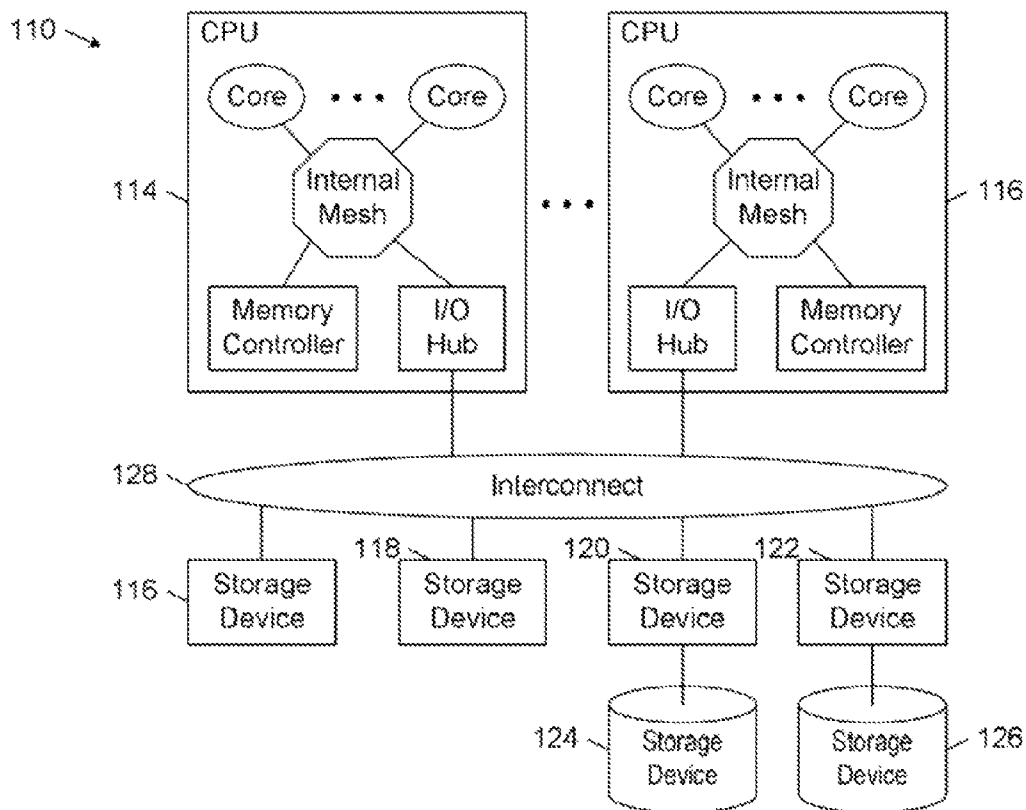 110
CPU
CPU
Core
Core
Core
Core
Internal
Mesh
Internal
Mesh
114
116
Memory
Controller
I/O
Hub
I/O
Hub
Memory
Controller
128
Interconnect
118
120
122
116
Storage
Device
Storage
Device
Storage
Device
Storage
Device
124
Storage
Device
Storage
Device
126